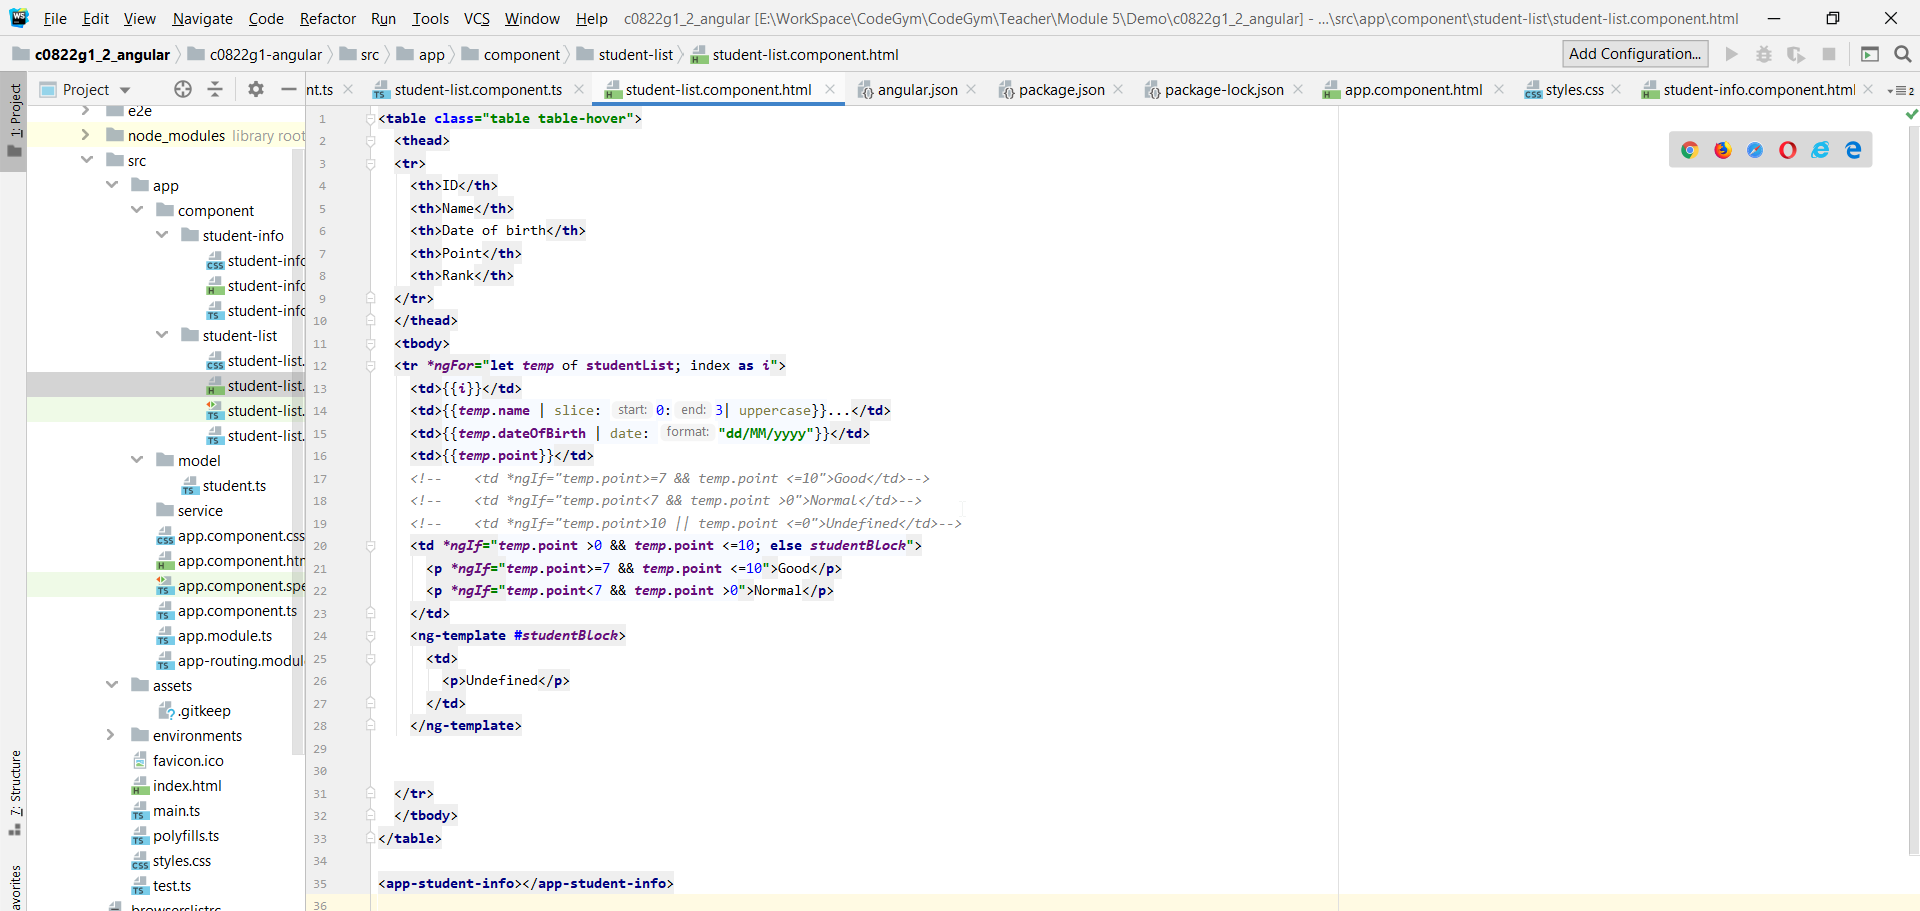 File Edit View Navigate Code Refactor Run Tools VCS Window Help c0822g1_2_angular [E:\WorkSpace\CodeGym\CodeGym\Teacher\Module 5\Demo\c0822g1_2_angular] - ...\src\app\component\student-list\student-list.component.html
c0822g1_2_angular c0822g1-angular src app component student-list student-list.component.html Add Configuration...
1: Project
Project
nt.ts student-list.component.ts student-list.component.html angular.json package.json package-lock.json app.component.html styles.css student-info.component.html 2
e2e
node_modules library root
src
app
component
student-info
student-info
student-info
student-info
student-list
student-list.
student-list.
student-list.
student-list.
model
student.ts
service
app.component.css
app.component.htm
app.component.spe
app.component.ts
app.module.ts
app-routing.modul
assets
.gitkeep
environments
favicon.ico
index.html
main.ts
polyfills.ts
styles.css
test.ts
browserslistrc
7: Structure
avorites
1 <table class="table table-hover">
2 <thead>
3 <tr>
4 <th>ID</th>
5 <th>Name</th>
6 <th>Date of birth</th>
7 <th>Point</th>
8 <th>Rank</th>
9 </tr>
10 </thead>
11 <tbody>
12 <tr *ngFor="let temp of studentList; index as i">
13 <td>{{i}}</td>
14 <td>{{temp.name | slice: start: 0: end: 3| uppercase}}...</td>
15 <td>{{temp.dateOfBirth | date: format: "dd/MM/yyyy"}}</td>
16 <td>{{temp.point}}</td>
17 <!-- <td *ngIf="temp.point>=7 && temp.point <=10">Good</td>-->
18 <!-- <td *ngIf="temp.point<7 && temp.point >0">Normal</td>-->
19 <!-- <td *ngIf="temp.point>10 || temp.point <=0">Undefined</td>-->
20 <td *ngIf="temp.point >0 && temp.point <=10; else studentBlock">
21 <p *ngIf="temp.point>=7 && temp.point <=10">Good</p>
22 <p *ngIf="temp.point<7 && temp.point >0">Normal</p>
23 </td>
24 <ng-template #studentBlock>
25 <td>
26 <p>Undefined</p>
27 </td>
28 </ng-template>
29
30
31 </tr>
32 </tbody>
33 </table>
34
35 <app-student-info></app-student-info>
36